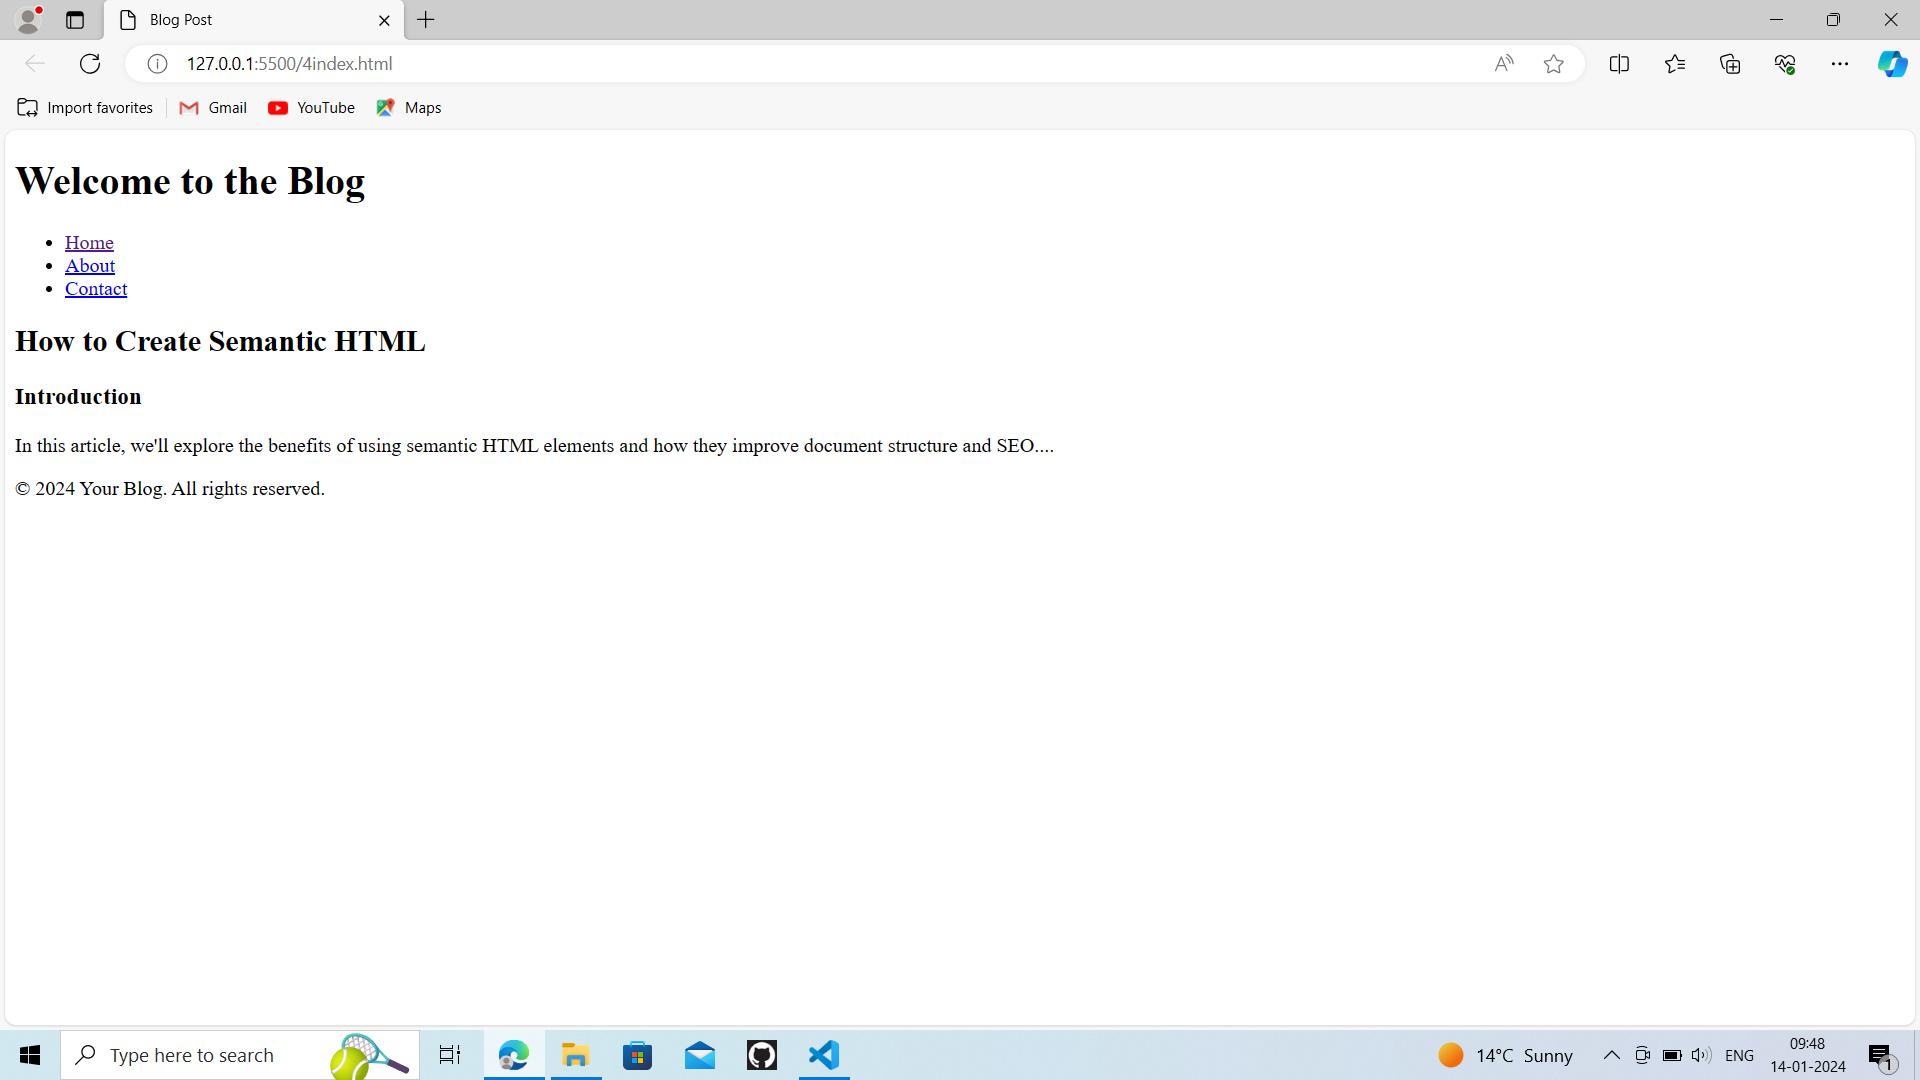 Blog Post
127.0.0.1:5500/4index.html
Import favorites
Gmail
YouTube
Maps
Welcome to the Blog
Home
About
Contact
How to Create Semantic HTML
Introduction
In this article, we'll explore the benefits of using semantic HTML elements and how they improve document structure and SEO....
© 2024 Your Blog. All rights reserved.
Type here to search
14°C Sunny
ENG
09:48
14-01-2024
1